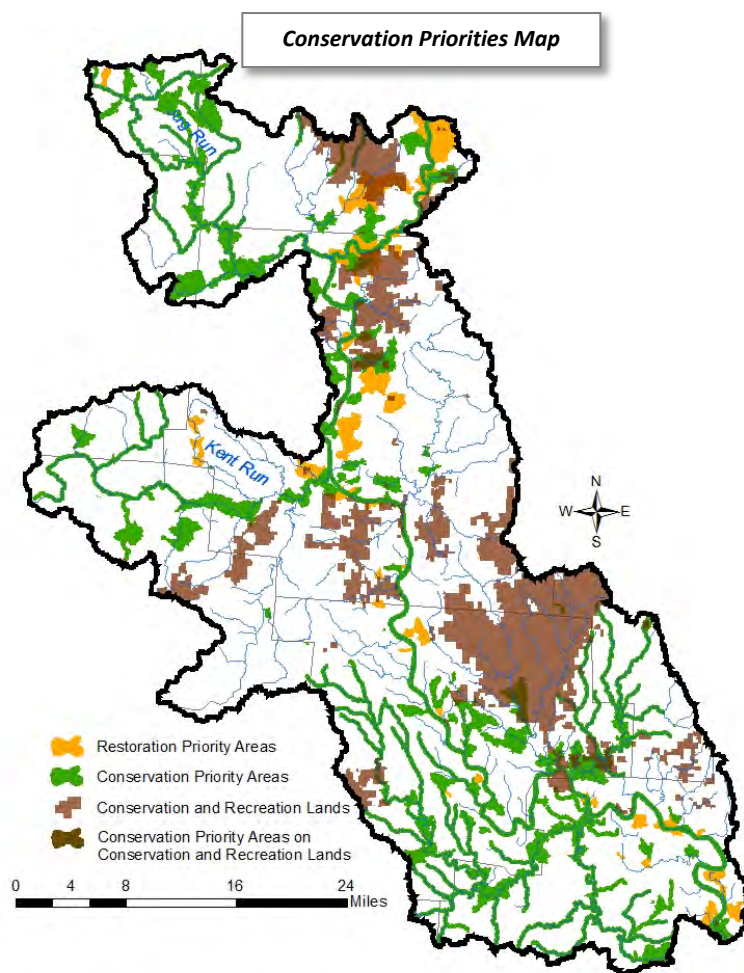 Conservation Priorities Map
Run
Kent Run
N
W E
S
Restoration Priority Areas
Conservation Priority Areas
Conservation and Recreation Lands
Conservation Priority Areas on
Conservation and Recreation Lands
0 4 8 16 24
Miles